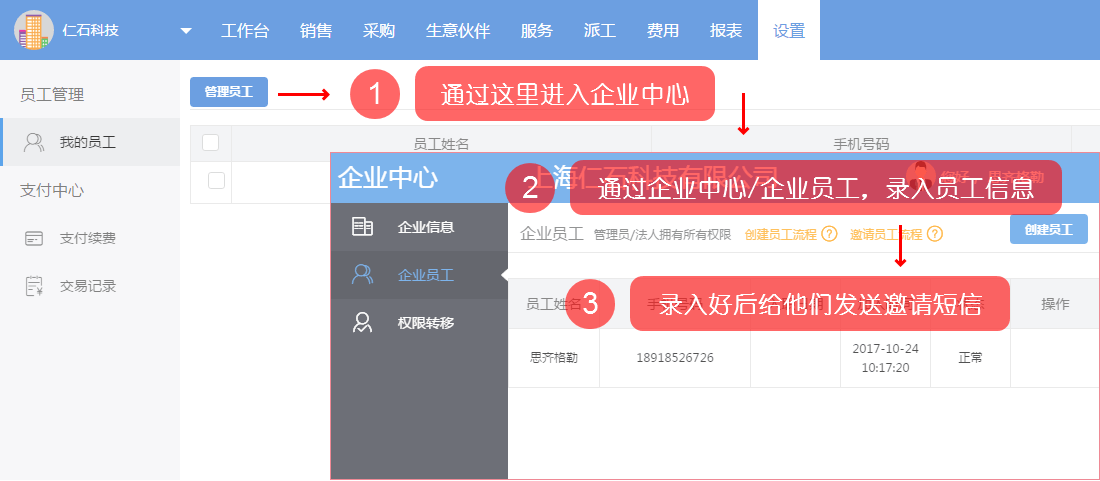 仁石科技
工作台 销售 采购 生意伙伴 服务 派工 费用 报表 设置
员工管理
我的员工
支付中心
支付续费
交易记录
管理员工
1 通过这里进入企业中心
员工姓名 手机号码
企业中心
上海仁石科技有限公司
您好， 思齐格勒
2 通过企业中心/企业员工，录入员工信息
企业信息
企业员工
权限转移
企业员工 管理员/法人拥有所有权限 创建员工流程 ? 邀请员工流程 ? 创建员工
员工姓名 操作
3 录入好后给他们发送邀请短信
思齐格勒 18918526726 2017-10-24
10:17:20 正常